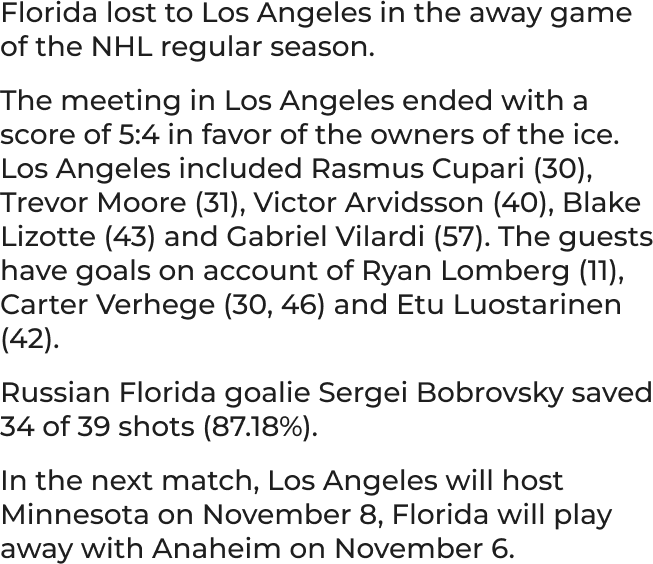 Florida lost to Los Angeles in the away game
of the NHL regular season.
The meeting in Los Angeles ended with a
score of 5:4 in favor of the owners of the ice.
Los Angeles included Rasmus Cupari (30),
Trevor Moore (31), Victor Arvidsson (40), Blake
Lizotte (43) and Gabriel Vilardi (57). The guests
have goals on account of Ryan Lomberg (11),
Carter Verhege (30, 46) and Etu Luostarinen
(42).
Russian Florida goalie Sergei Bobrovsky saved
34 of 39 shots (87.18%).
In the next match, Los Angeles will host
Minnesota on November 8, Florida will play
away with Anaheim on November 6.